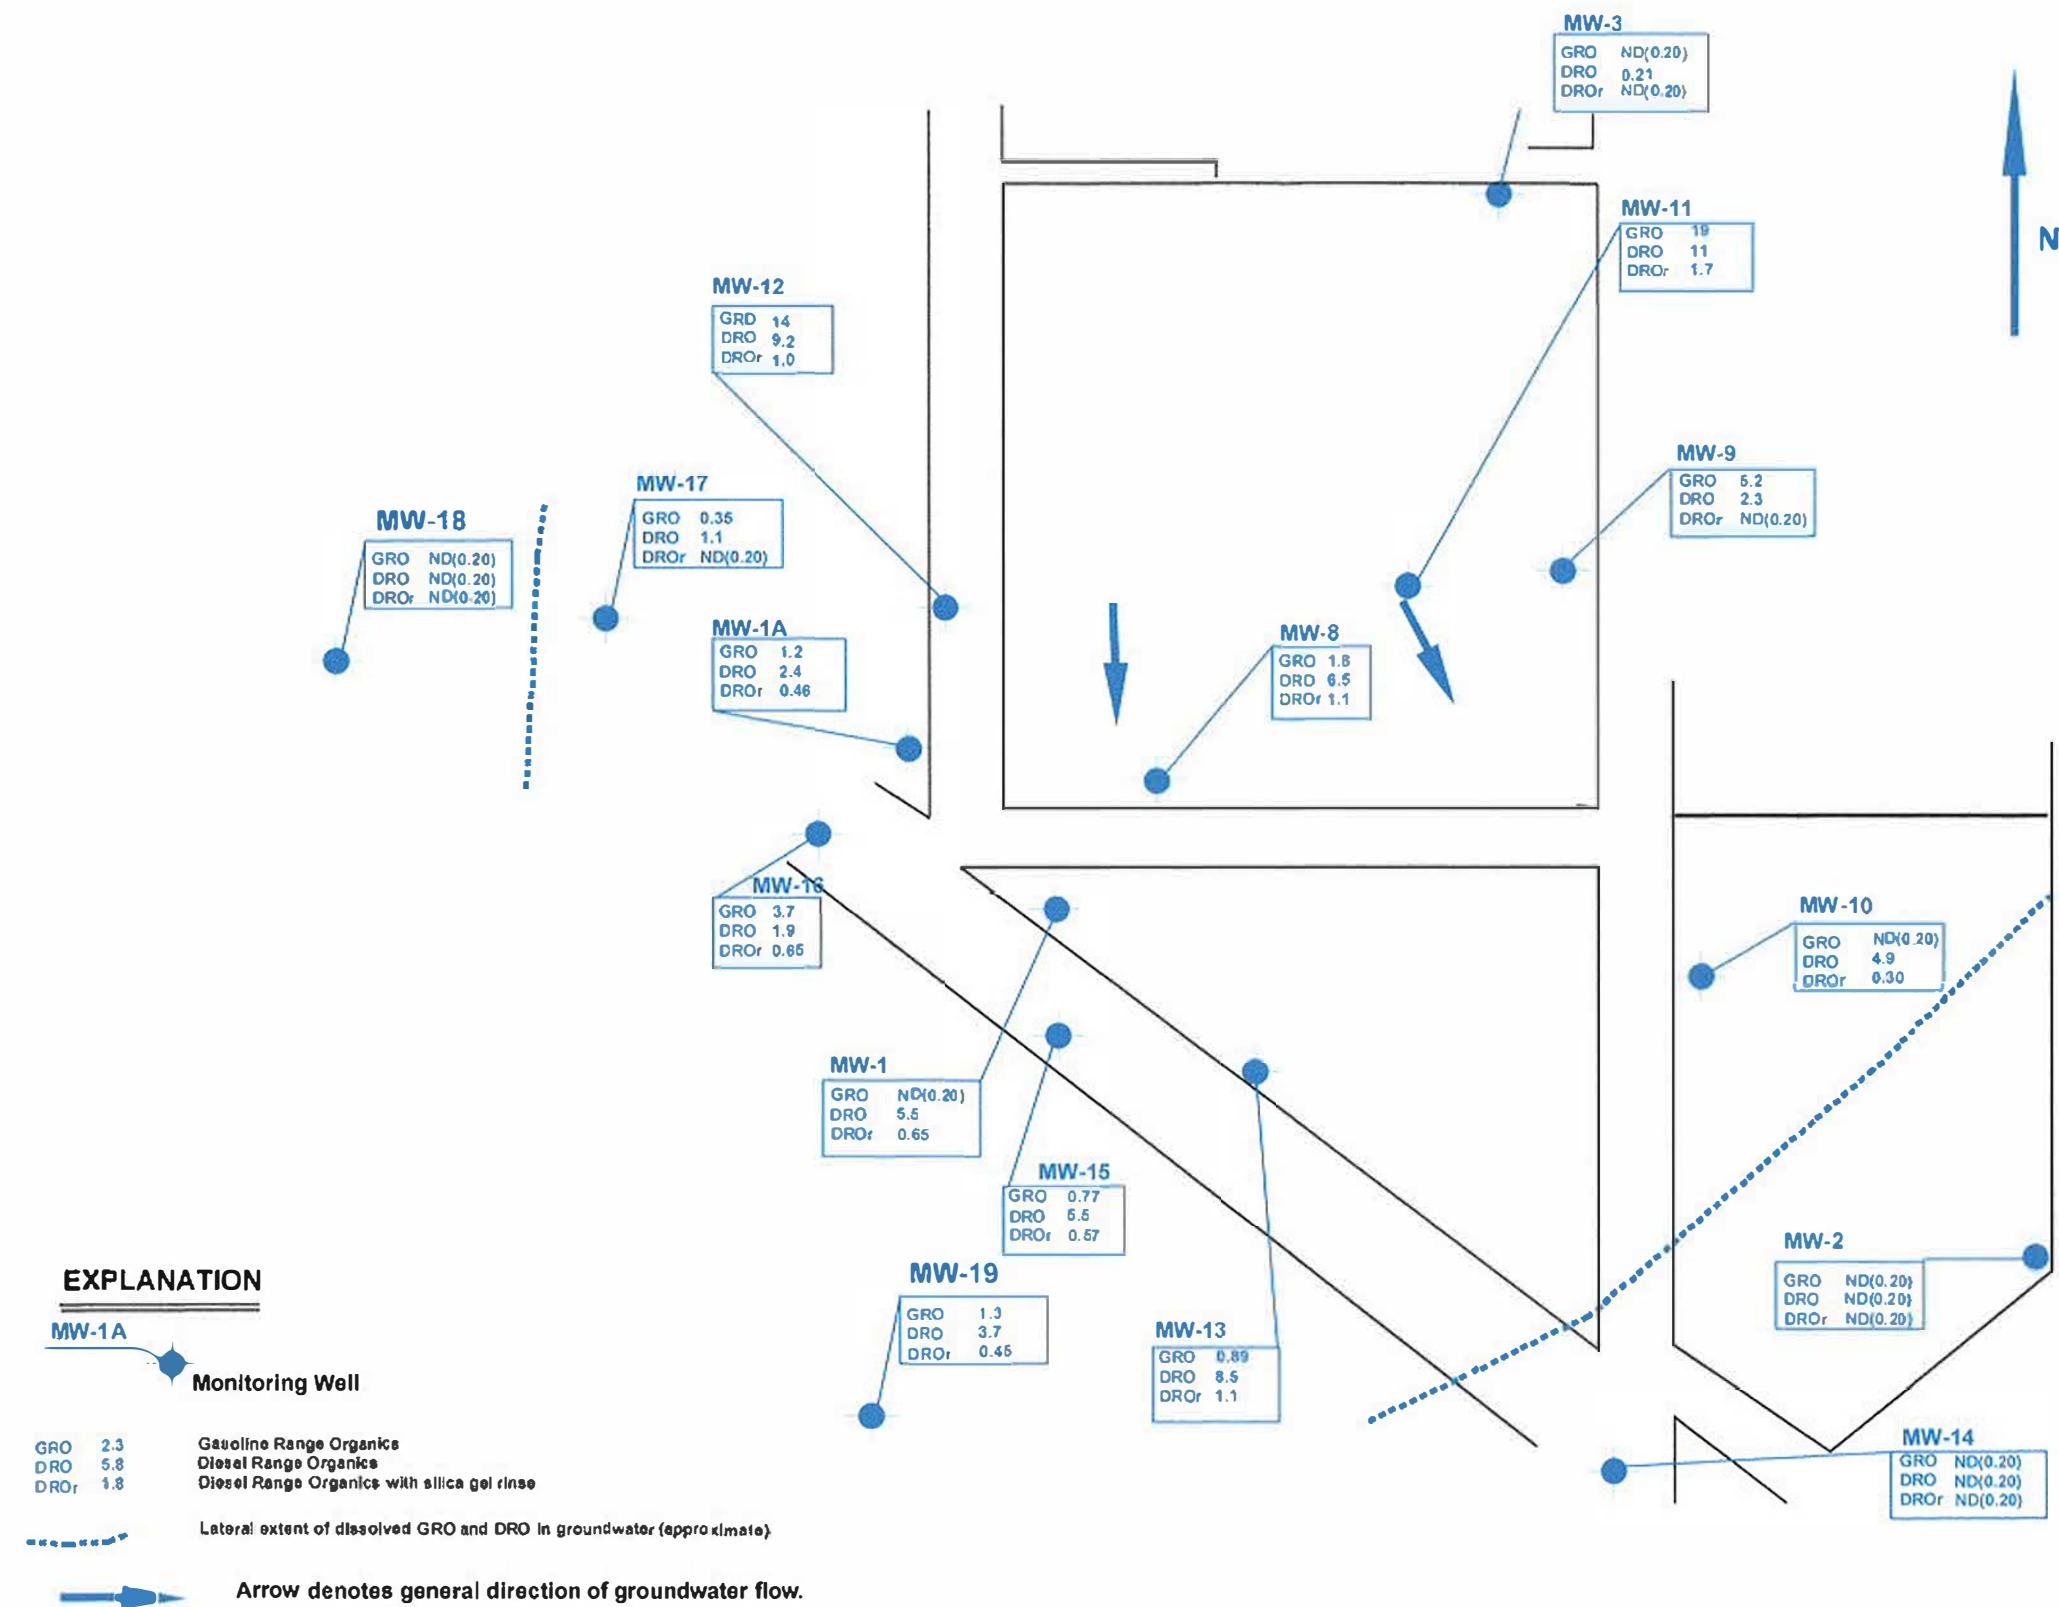 MW-3
GRO ND(0.20)
DRO 0.21
DROr ND(0.20)
N
MW-11
GRO 19
DRO 11
DROr 1.7
MW-12
GRD 14
DRO 9.2
DROr 1.0
MW-9
GRO 5.2
DRO 2.3
DROr ND(0.20)
MW-17
GRO 0.35
DRO 1.1
DROr ND(0.20)
MW-18
GRO ND(0.20)
DRO ND(0.20)
DROr ND(0.20)
MW-1A
GRO 1.2
DRO 2.4
DROr 0.46
MW-8
GRO 1.8
DRO 6.5
DROr 1.1
MW-16
GRO 3.7
DRO 1.9
DROr 0.65
MW-10
GRO ND(0.20)
DRO 4.9
DROr 0.30
MW-1
GRO ND(0.20)
DRO 5.5
DROr 0.65
MW-15
GRO 0.77
DRO 5.5
DROr 0.57
MW-2
GRO ND(0.20)
DRO ND(0.20)
DROr ND(0.20)
MW-19
GRO 1.3
DRO 3.7
DROr 0.45
MW-13
GRO 0.89
DRO 8.5
DROr 1.1
MW-14
GRO ND(0.20)
DRO ND(0.20)
DROr ND(0.20)
EXPLANATION
MW-1A
Monitoring Well
GRO 2.3 Gasoline Range Organics
DRO 5.8 Diesel Range Organics
DROr 1.8 Diesel Range Organics with silica gel rinse
Lateral extent of dissolved GRO and DRO in groundwater (approximate)
Arrow denotes general direction of groundwater flow.